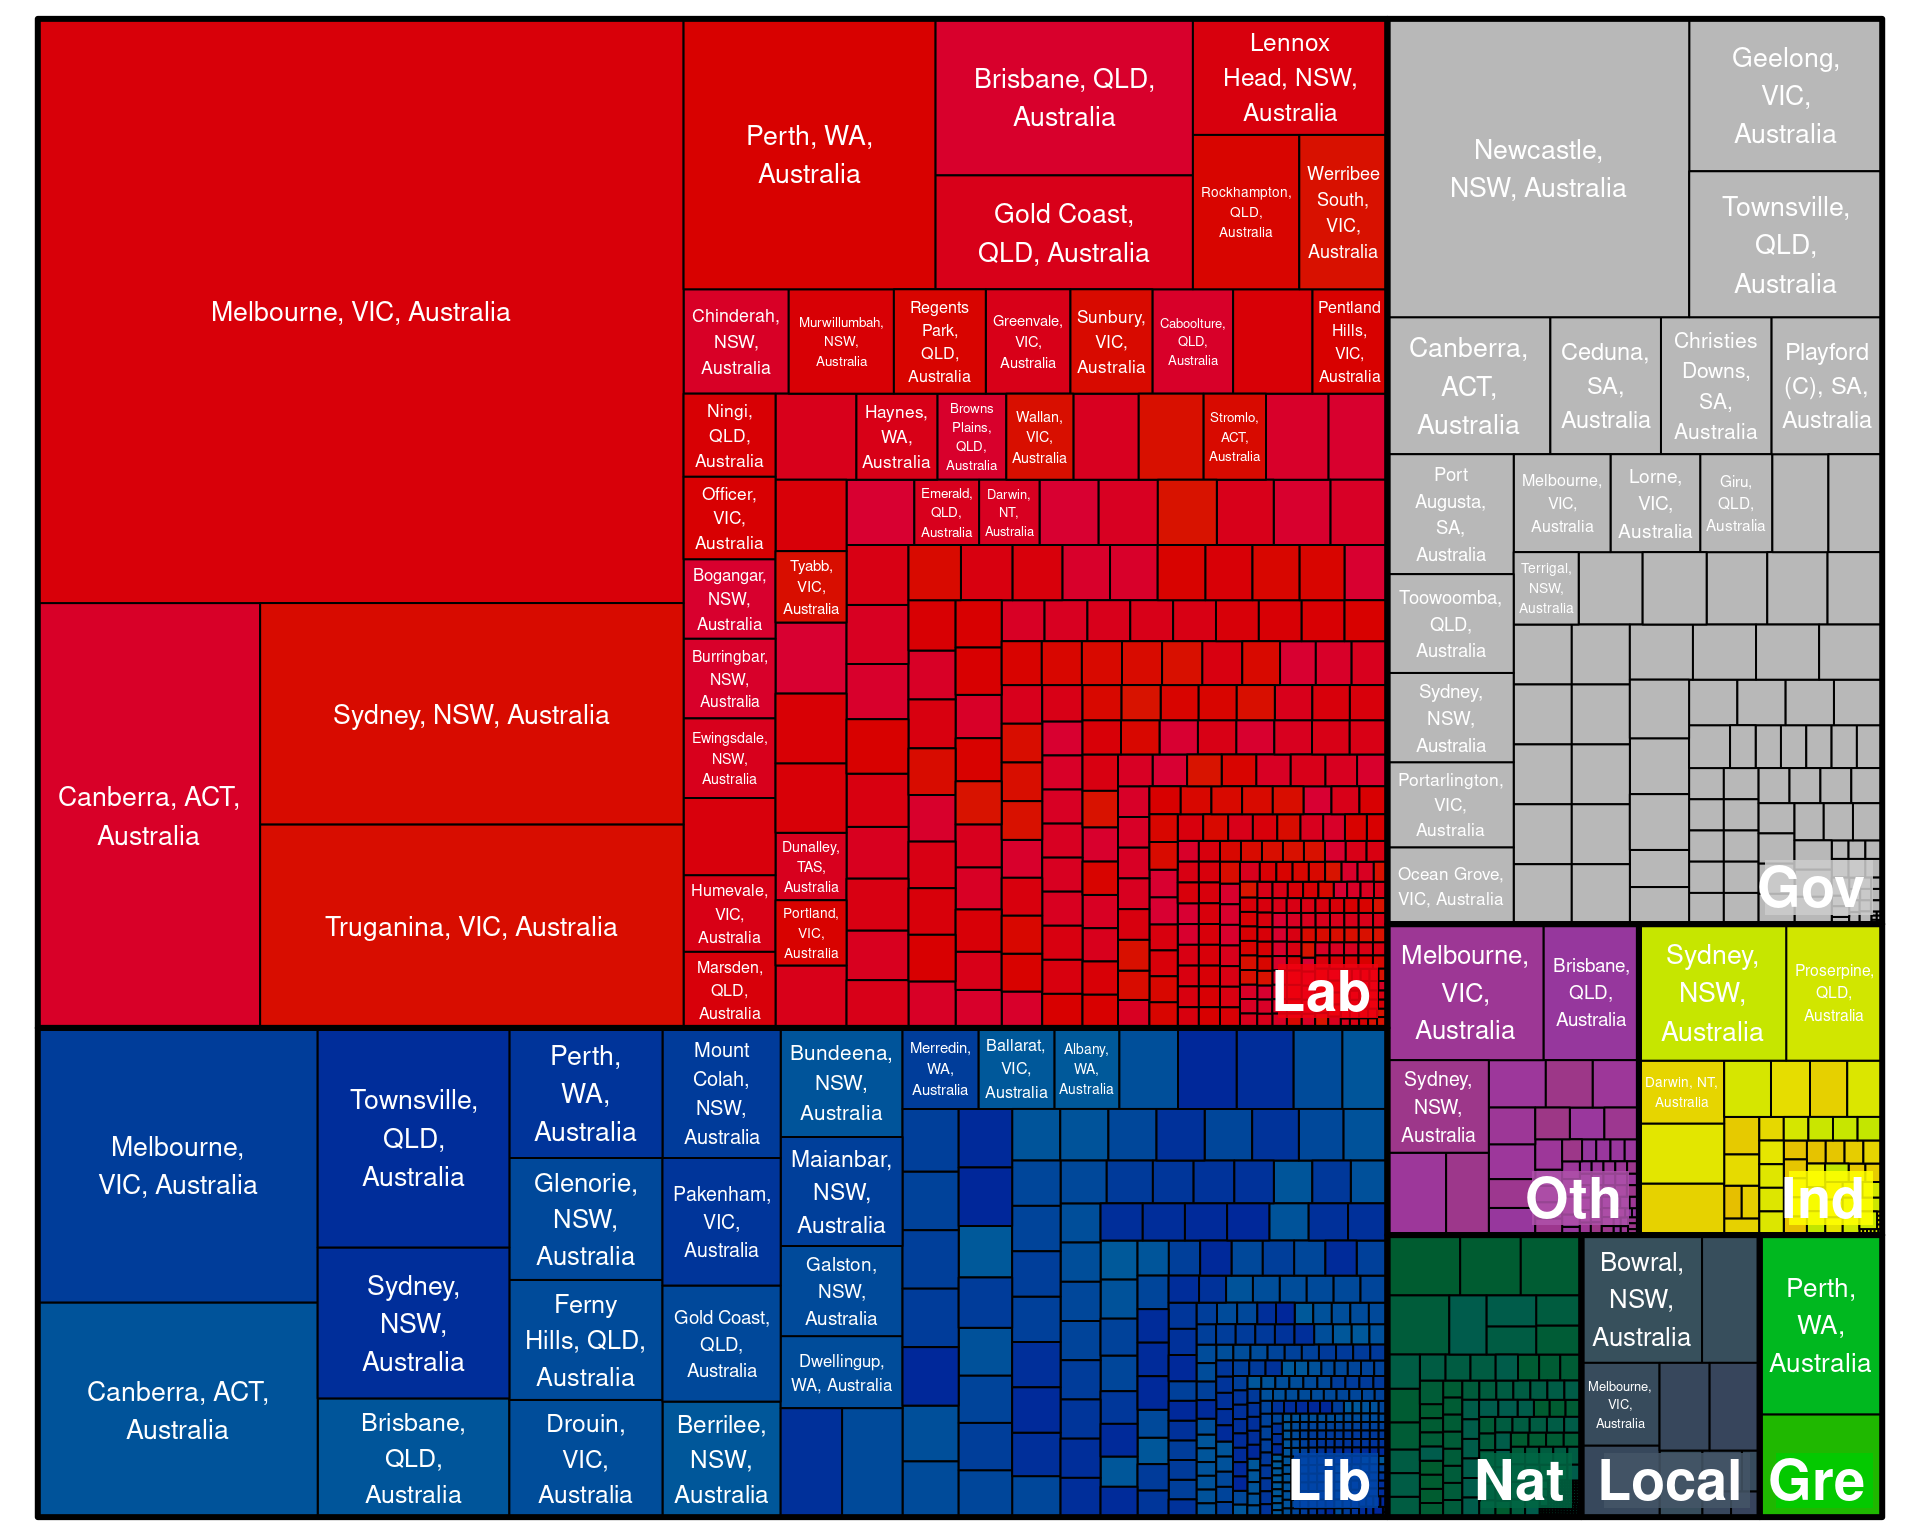 Melbourne, VIC, Australia
Canberra, ACT,
Australia
Sydney, NSW, Australia
Truganina, VIC, Australia
Perth, WA,
Australia
Brisbane, QLD,
Australia
Gold Coast,
QLD, Australia
Lennox
Head, NSW,
Australia
Rockhampton,
QLD,
Australia
Werribee
South,
VIC,
Australia
Chinderah,
NSW,
Australia
Murwillumbah,
NSW,
Australia
Regents
Park,
QLD,
Australia
Greenvale,
VIC,
Australia
Sunbury,
VIC,
Australia
Caboolture,
QLD,
Australia
Pentland
Hills,
VIC,
Australia
Ningi,
QLD,
Australia
Haynes,
WA,
Australia
Browns
Plains,
QLD,
Australia
Wallan,
VIC,
Australia
Stromlo,
ACT,
Australia
Officer,
VIC,
Australia
Emerald,
QLD,
Australia
Darwin,
NT,
Australia
Bogangar,
NSW,
Australia
Tyabb,
VIC,
Australia
Burringbar,
NSW,
Australia
Ewingsdale,
NSW,
Australia
Dunalley,
TAS,
Australia
Humevale,
VIC,
Australia
Portland,
VIC,
Australia
Marsden,
QLD,
Australia
Lab
Newcastle,
NSW, Australia
Geelong,
VIC,
Australia
Townsville,
QLD,
Australia
Canberra,
ACT,
Australia
Ceduna,
SA,
Australia
Christies
Downs,
SA,
Australia
Playford
(C), SA,
Australia
Port
Augusta,
SA,
Australia
Melbourne,
VIC,
Australia
Lorne,
VIC,
Australia
Giru,
QLD,
Australia
Terrigal,
NSW,
Australia
Toowoomba,
QLD,
Australia
Sydney,
NSW,
Australia
Portarlington,
VIC,
Australia
Ocean Grove,
VIC, Australia
Gov
Melbourne,
VIC,
Australia
Brisbane,
QLD,
Australia
Sydney,
NSW,
Australia
Oth
Sydney,
NSW,
Australia
Proserpine,
QLD,
Australia
Darwin, NT,
Australia
Ind
Melbourne,
VIC, Australia
Canberra, ACT,
Australia
Townsville,
QLD,
Australia
Sydney,
NSW,
Australia
Brisbane,
QLD,
Australia
Perth,
WA,
Australia
Glenorie,
NSW,
Australia
Ferny
Hills, QLD,
Australia
Drouin,
VIC,
Australia
Mount
Colah,
NSW,
Australia
Pakenham,
VIC,
Australia
Gold Coast,
QLD,
Australia
Berrilee,
NSW,
Australia
Bundeena,
NSW,
Australia
Maianbar,
NSW,
Australia
Galston,
NSW,
Australia
Dwellingup,
WA, Australia
Merredin,
WA,
Australia
Ballarat,
VIC,
Australia
Albany,
WA,
Australia
Lib
Nat
Bowral,
NSW,
Australia
Melbourne,
VIC,
Australia
Local
Perth,
WA,
Australia
Gre